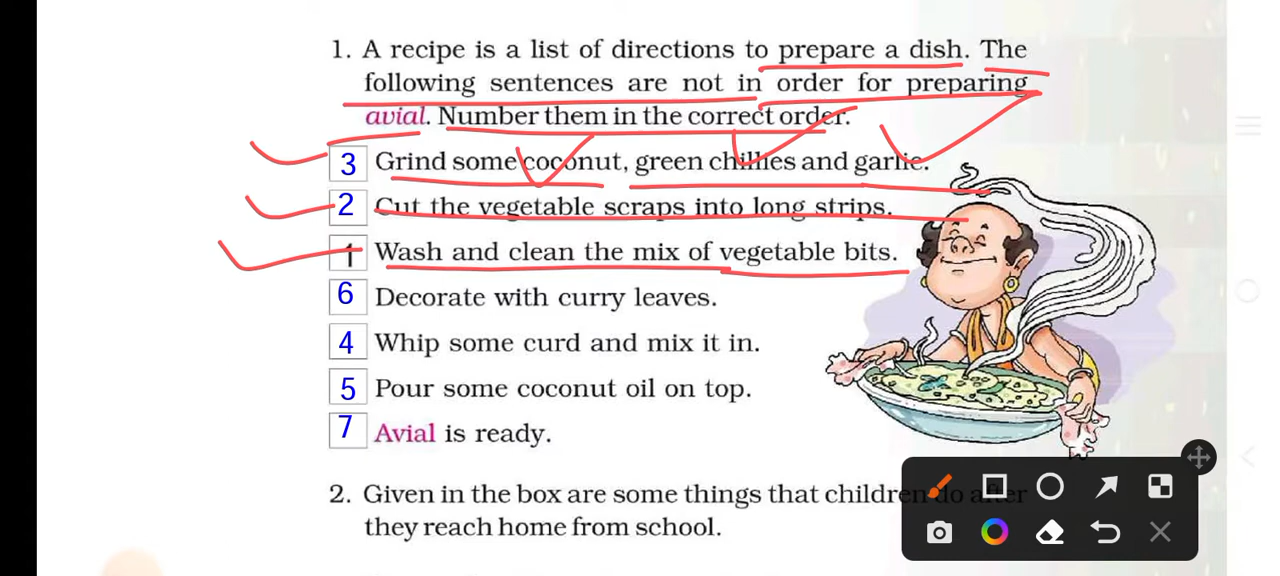 1. A recipe is a list of directions to prepare a dish. The
following sentences are not in order for preparing
avial. Number them in the correct order.
3 Grind some coconut, green chillies and garlic.
2 Cut the vegetable scraps into long strips.
1 Wash and clean the mix of vegetable bits.
6 Decorate with curry leaves.
4 Whip some curd and mix it in.
5 Pour some coconut oil on top.
7 Avial is ready.
2. Given in the box are some things that children do after
they reach home from school.